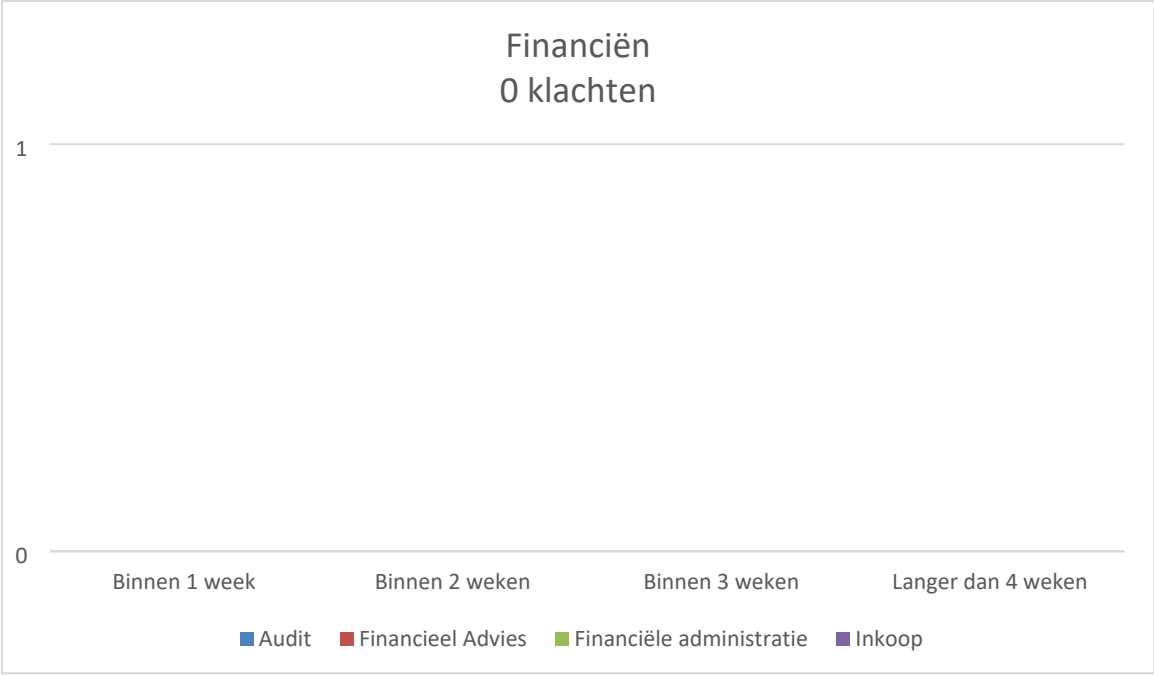 Financiën
0 klachten
1
0
Binnen 1 week Binnen 2 weken Binnen 3 weken Langer dan 4 weken
Audit Financieel Advies Financiële administratie Inkoop